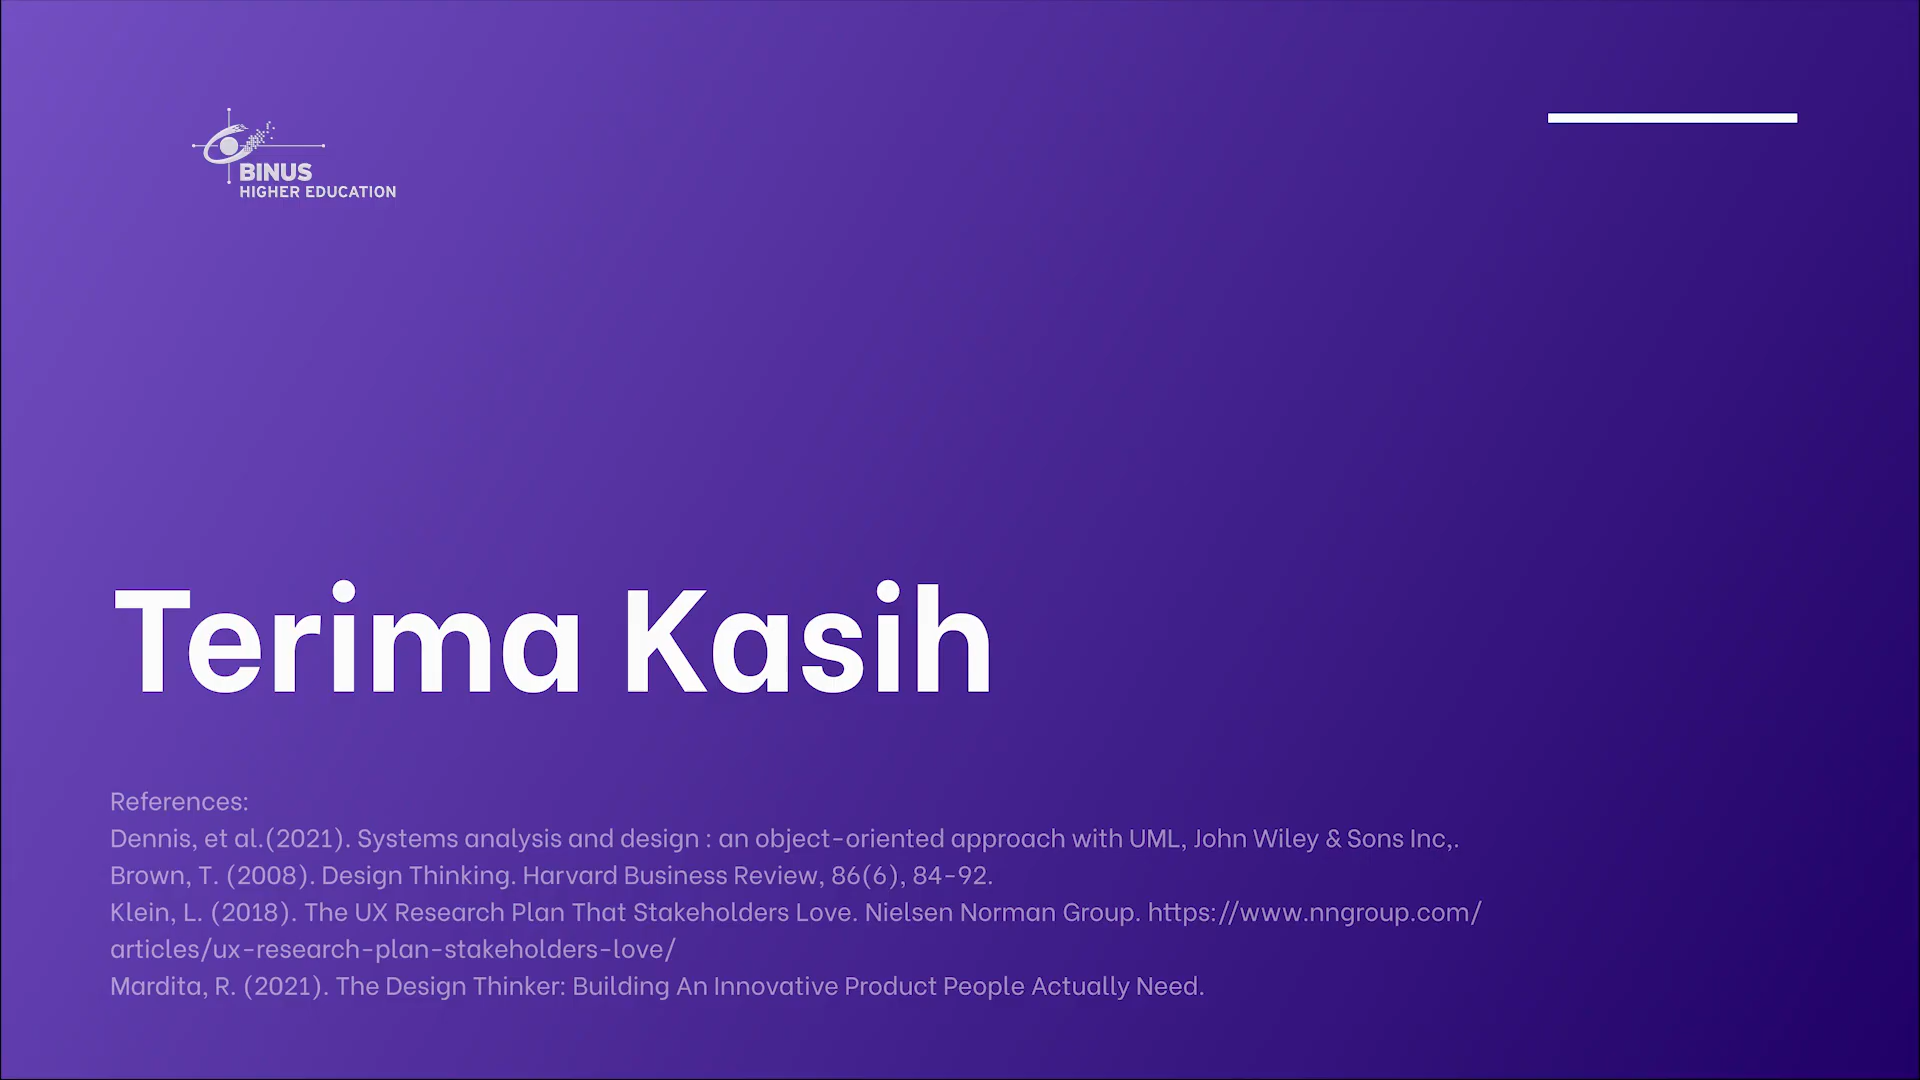 BINUS
HIGHER EDUCATION
Terima Kasih
References:
Dennis, et al.(2021). Systems analysis and design : an object-oriented approach with UML, John Wiley & Sons Inc,.
Brown, T. (2008). Design Thinking. Harvard Business Review, 86(6), 84-92.
Klein, L. (2018). The UX Research Plan That Stakeholders Love. Nielsen Norman Group. https://www.nngroup.com/
articles/ux-research-plan-stakeholders-love/
Mardita, R. (2021). The Design Thinker: Building An Innovative Product People Actually Need.